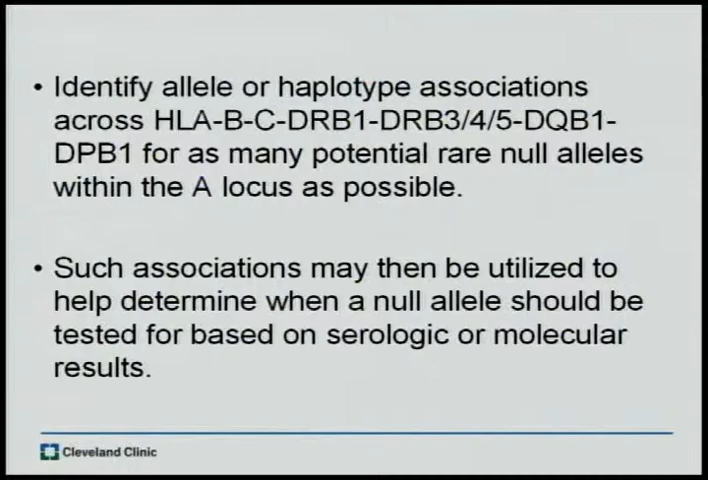 • Identify allele or haplotype associations
across HLA-B-C-DRB1-DRB3/4/5-DQB1-
DPB1 for as many potential rare null alleles
within the A locus as possible.
• Such associations may then be utilized to
help determine when a null allele should be
tested for based on serologic or molecular
results.
Cleveland Clinic